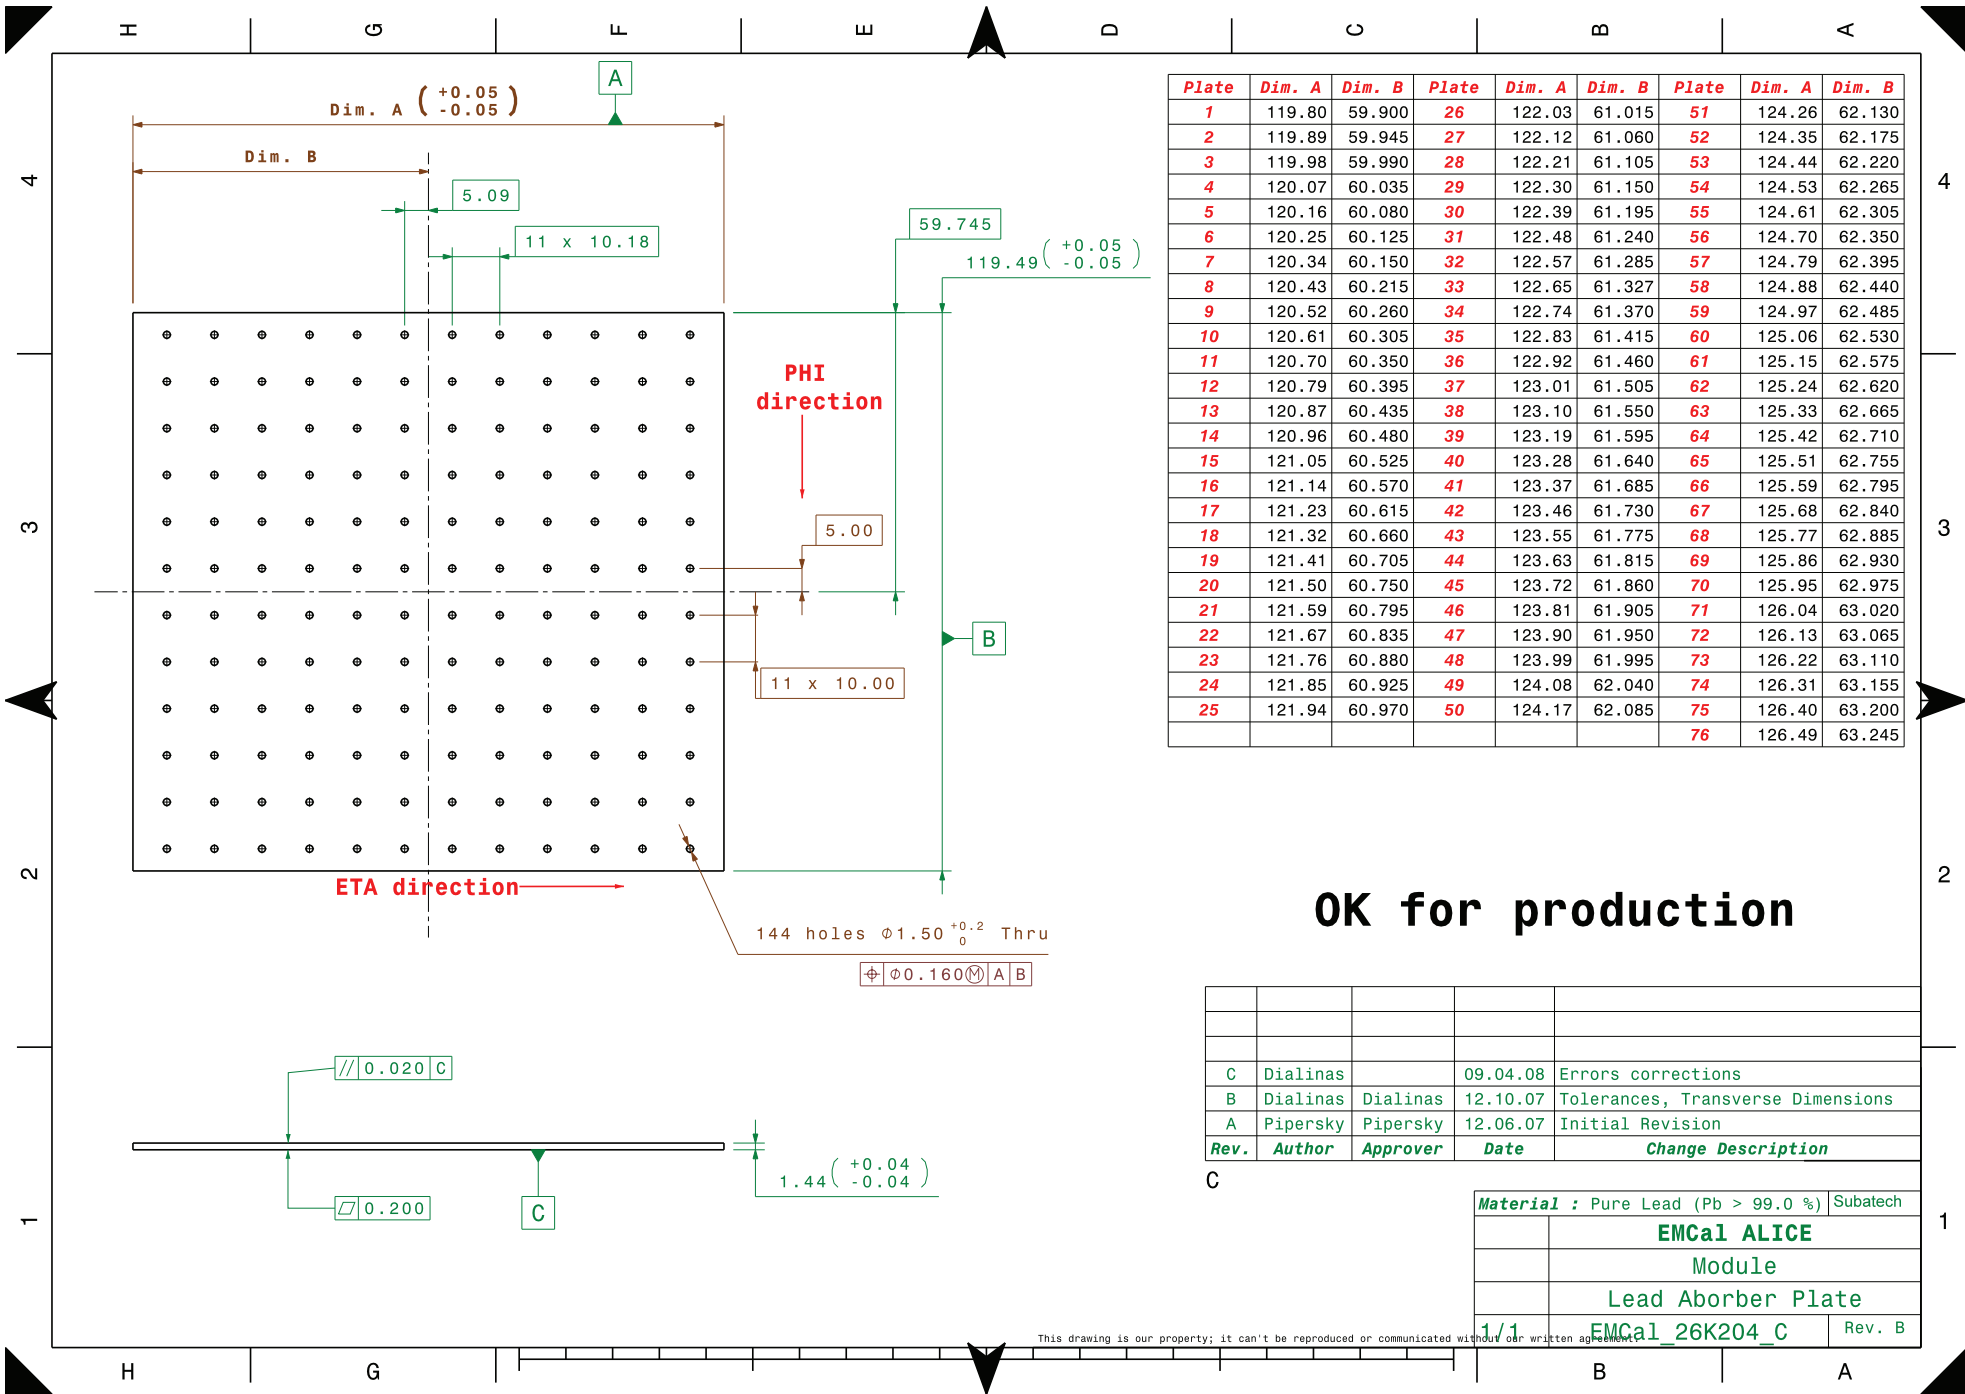 H G F E D C B A
4
3
2
1
Dim. A ( +0.05 -0.05 )
A
Dim. B
5.09
11 x 10.18
59.745
119.49 ( +0.05 -0.05 )
PHI
direction
5.00
B
11 x 10.00
ETA direction
144 holes Ø1.50 +0.2 0 Thru
⌖ Ø0.160Ⓜ A B
// 0.020 C
1.44 ( +0.04 -0.04 )
⏥ 0.200
C
Plate Dim. A Dim. B Plate Dim. A Dim. B Plate Dim. A Dim. B
1 119.80 59.900 26 122.03 61.015 51 124.26 62.130
2 119.89 59.945 27 122.12 61.060 52 124.35 62.175
3 119.98 59.990 28 122.21 61.105 53 124.44 62.220
4 120.07 60.035 29 122.30 61.150 54 124.53 62.265
5 120.16 60.080 30 122.39 61.195 55 124.61 62.305
6 120.25 60.125 31 122.48 61.240 56 124.70 62.350
7 120.34 60.150 32 122.57 61.285 57 124.79 62.395
8 120.43 60.215 33 122.65 61.327 58 124.88 62.440
9 120.52 60.260 34 122.74 61.370 59 124.97 62.485
10 120.61 60.305 35 122.83 61.415 60 125.06 62.530
11 120.70 60.350 36 122.92 61.460 61 125.15 62.575
12 120.79 60.395 37 123.01 61.505 62 125.24 62.620
13 120.87 60.435 38 123.10 61.550 63 125.33 62.665
14 120.96 60.480 39 123.19 61.595 64 125.42 62.710
15 121.05 60.525 40 123.28 61.640 65 125.51 62.755
16 121.14 60.570 41 123.37 61.685 66 125.59 62.795
17 121.23 60.615 42 123.46 61.730 67 125.68 62.840
18 121.32 60.660 43 123.55 61.775 68 125.77 62.885
19 121.41 60.705 44 123.63 61.815 69 125.86 62.930
20 121.50 60.750 45 123.72 61.860 70 125.95 62.975
21 121.59 60.795 46 123.81 61.905 71 126.04 63.020
22 121.67 60.835 47 123.90 61.950 72 126.13 63.065
23 121.76 60.880 48 123.99 61.995 73 126.22 63.110
24 121.85 60.925 49 124.08 62.040 74 126.31 63.155
25 121.94 60.970 50 124.17 62.085 75 126.40 63.200
76 126.49 63.245
4
3
2
1
OK for production
C Dialinas 09.04.08 Errors corrections
B Dialinas Dialinas 12.10.07 Tolerances, Transverse Dimensions
A Pipersky Pipersky 12.06.07 Initial Revision
Rev. Author Approver Date Change Description
C
Material : Pure Lead (Pb > 99.0 %) Subatech
EMCal ALICE
Module
Lead Aborber Plate
1/1 EMCal_26K204_C Rev. B
This drawing is our property; it can't be reproduced or communicated without our written agreement.
H G B A